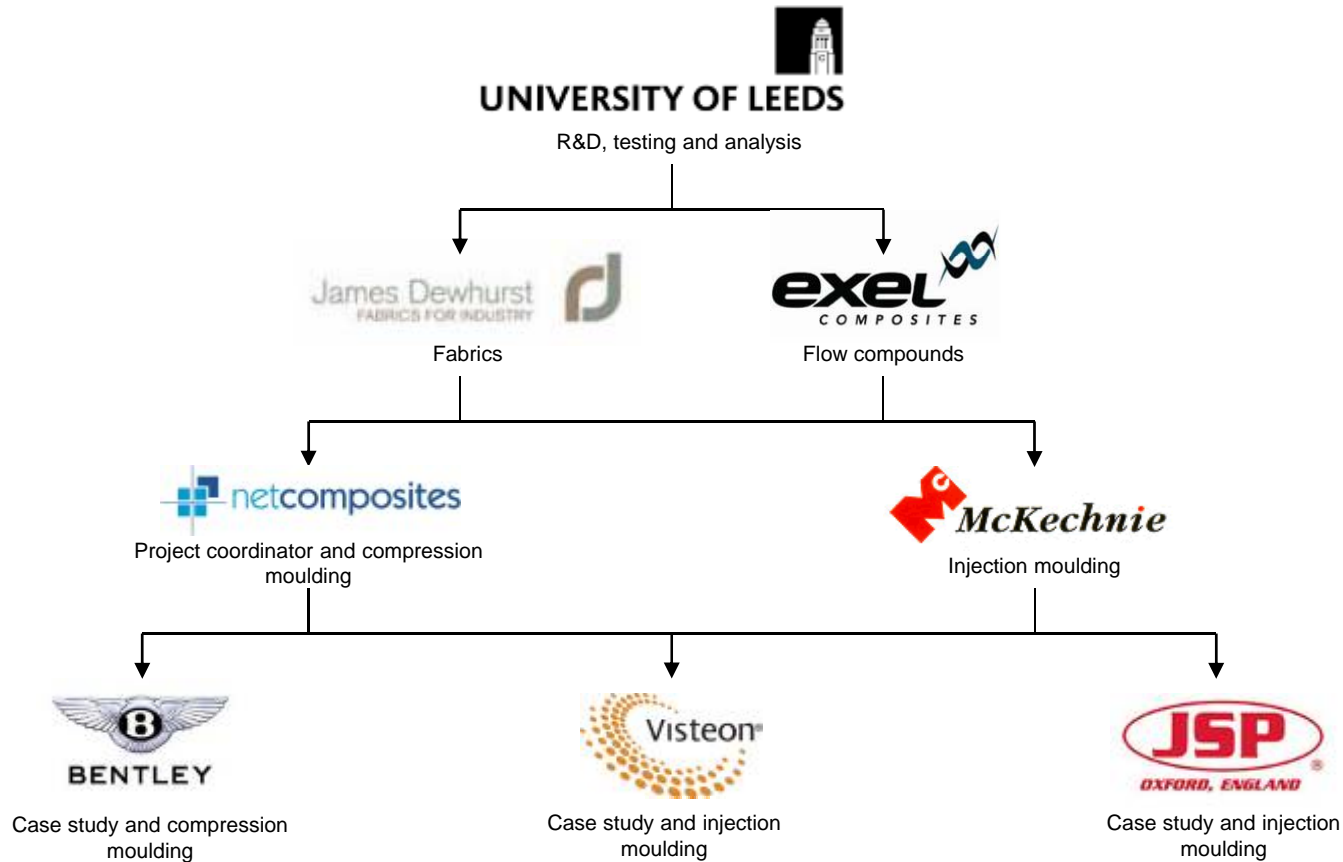 UNIVERSITY OF LEEDS
R&D, testing and analysis
James Dewhurst
FABRICS FOR INDUSTRY
exel
COMPOSITES
Fabrics
Flow compounds
netcomposites
McKechnie
Project coordinator and compression
moulding
Injection moulding
B
BENTLEY
Visteon®
JSP
®
OXFORD, ENGLAND
Case study and compression
moulding
Case study and injection
moulding
Case study and injection
moulding